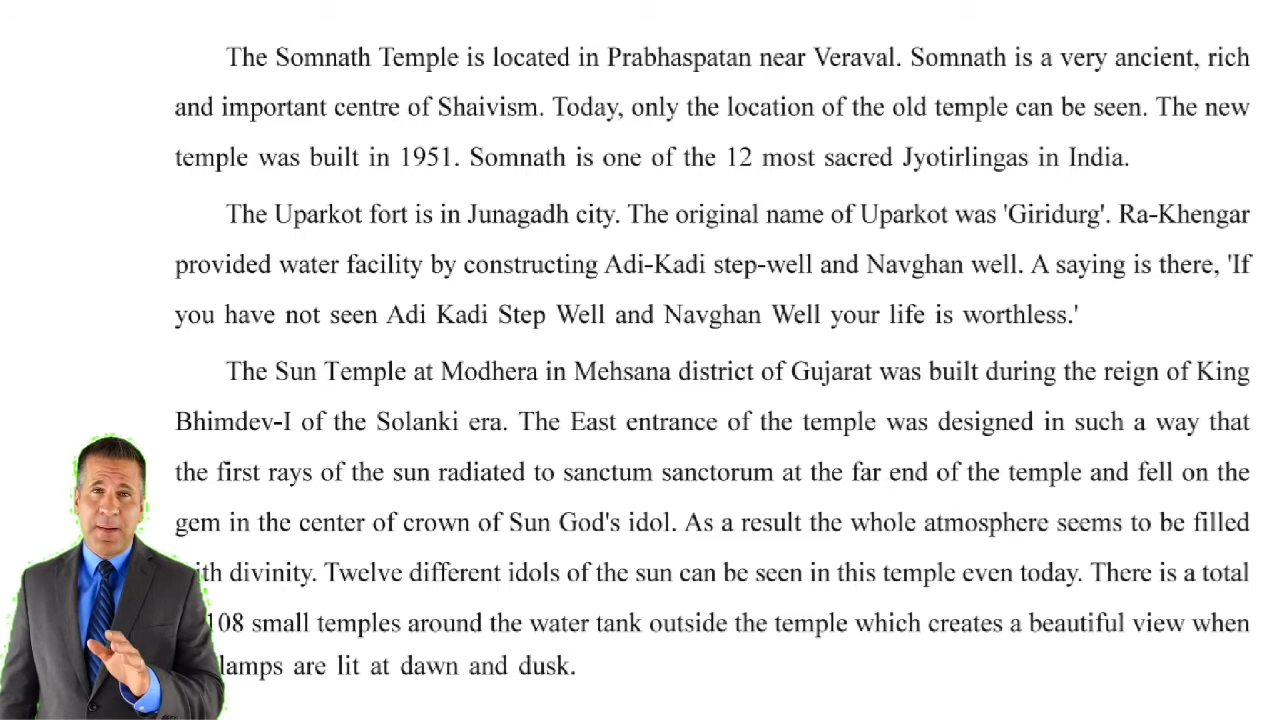 The Somnath Temple is located in Prabhaspatan near Veraval. Somnath is a very ancient, rich
and important centre of Shaivism. Today, only the location of the old temple can be seen. The new
temple was built in 1951. Somnath is one of the 12 most sacred Jyotirlingas in India.
The Uparkot fort is in Junagadh city. The original name of Uparkot was 'Giridurg'. Ra-Khengar
provided water facility by constructing Adi-Kadi step-well and Navghan well. A saying is there, 'If
you have not seen Adi Kadi Step Well and Navghan Well your life is worthless.'
The Sun Temple at Modhera in Mehsana district of Gujarat was built during the reign of King
Bhimdev-I of the Solanki era. The East entrance of the temple was designed in such a way that
the first rays of the sun radiated to sanctum sanctorum at the far end of the temple and fell on the
gem in the center of crown of Sun God's idol. As a result the whole atmosphere seems to be filled
divinity. Twelve different idols of the sun can be seen in this temple even today. There is a total
108 small temples around the water tank outside the temple which creates a beautiful view when
lamps are lit at dawn and dusk.